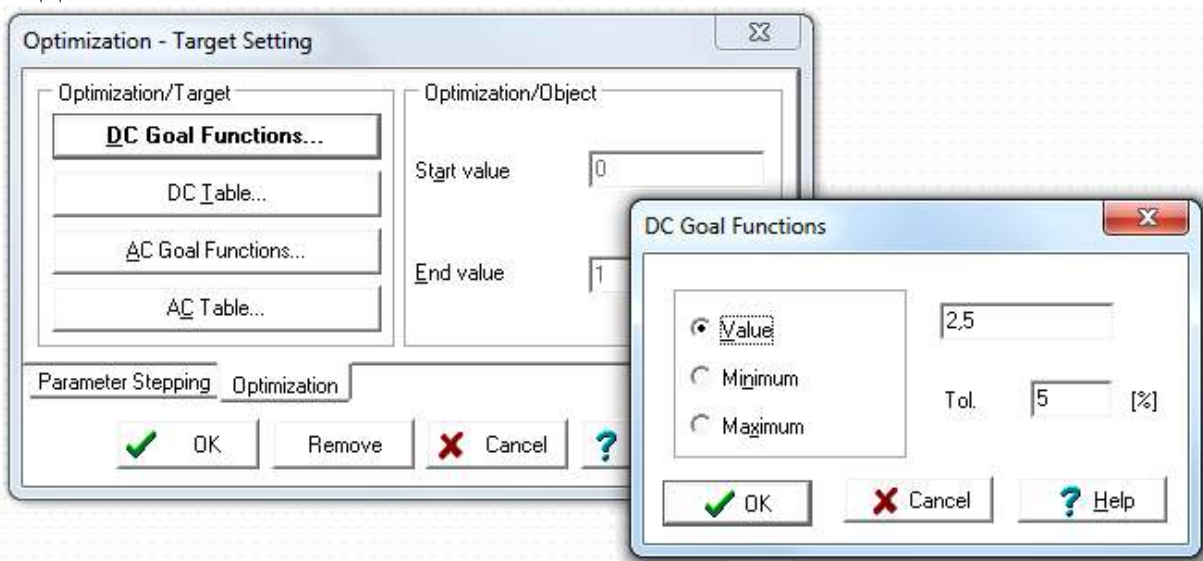 Optimization - Target Setting
Optimization/Target
DC Goal Functions...
DC Table...
AC Goal Functions...
AC Table...
Optimization/Object
Start value 0
End value 1
Parameter Stepping Optimization
OK Remove Cancel ?
DC Goal Functions
Value 2,5
Minimum
Maximum
Tol. 5 [%]
OK Cancel ? Help